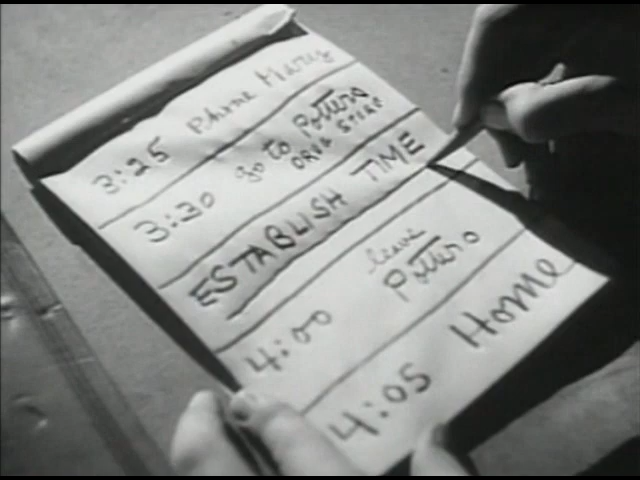 3:25 Phone Mary
3:30 go to Potters
DRUG STORE
ESTABLISH TIME
4:00 leave
Potters
4:05 Home